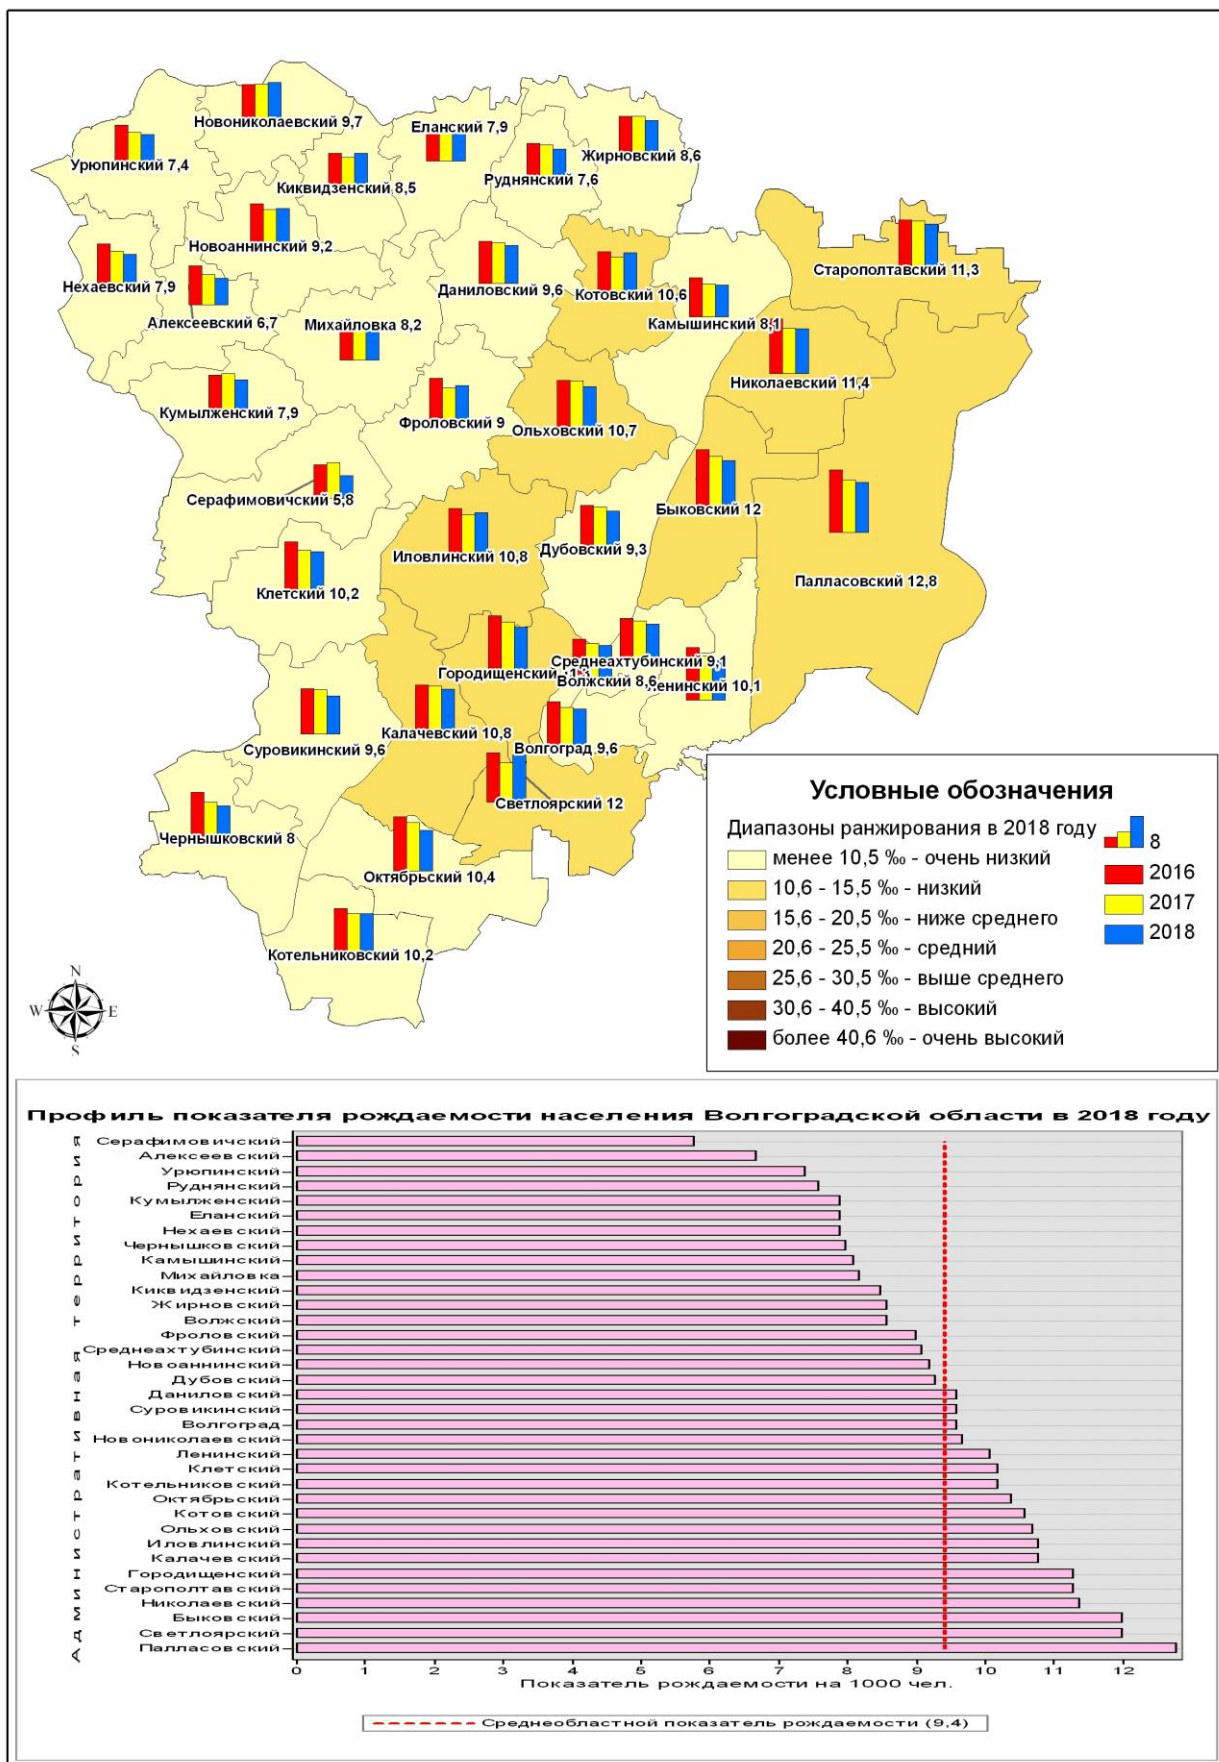 Новониколаевский 9,7
Еланский 7,9
Урюпинский 7,4
Киквидзенский 8,5
Руднянский 7,6
Жирновский 8,6
Новоаннинский 9,2
Нехаевский 7,9
Алексеевский 6,7
Михайловка 8,2
Даниловский 9,6
Котовский 10,6
Камышинский 8,1
Старополтавский 11,3
Николаевский 11,4
Кумылженский 7,9
Фроловский 9
Ольховский 10,7
Серафимовичский 5,8
Быковский 12
Иловлинский 10,8
Дубовский 9,3
Палласовский 12,8
Клетский 10,2
Городищенский
Среднеахтубинский 9,1
Волжский 8,6
Ленинский 10,1
Суровикинский 9,6
Калачевский 10,8
Волгоград 9,6
Светлоярский 12
Чернышковский 8
Октябрьский 10,4
Котельниковский 10,2
N
W E
S
Условные обозначения
Диапазоны ранжирования в 2018 году
менее 10,5 ‰ - очень низкий
10,6 - 15,5 ‰ - низкий
15,6 - 20,5 ‰ - ниже среднего
20,6 - 25,5 ‰ - средний
25,6 - 30,5 ‰ - выше среднего
30,6 - 40,5 ‰ - высокий
более 40,6 ‰ - очень высокий
8
2016
2017
2018
Профиль показателя рождаемости населения Волгоградской области в 2018 году
Административная территория
Серафимовичский
Алексеевский
Урюпинский
Руднянский
Кумылженский
Еланский
Нехаевский
Чернышковский
Камышинский
Михайловка
Киквидзенский
Жирновский
Волжский
Фроловский
Среднеахтубинский
Новоаннинский
Дубовский
Даниловский
Суровикинский
Волгоград
Новониколаевский
Ленинский
Клетский
Котельниковский
Октябрьский
Котовский
Ольховский
Иловлинский
Калачевский
Городищенский
Старополтавский
Николаевский
Быковский
Светлоярский
Палласовский
0 1 2 3 4 5 6 7 8 9 10 11 12
Показатель рождаемости на 1000 чел.
Среднеобластной показатель рождаемости (9,4)